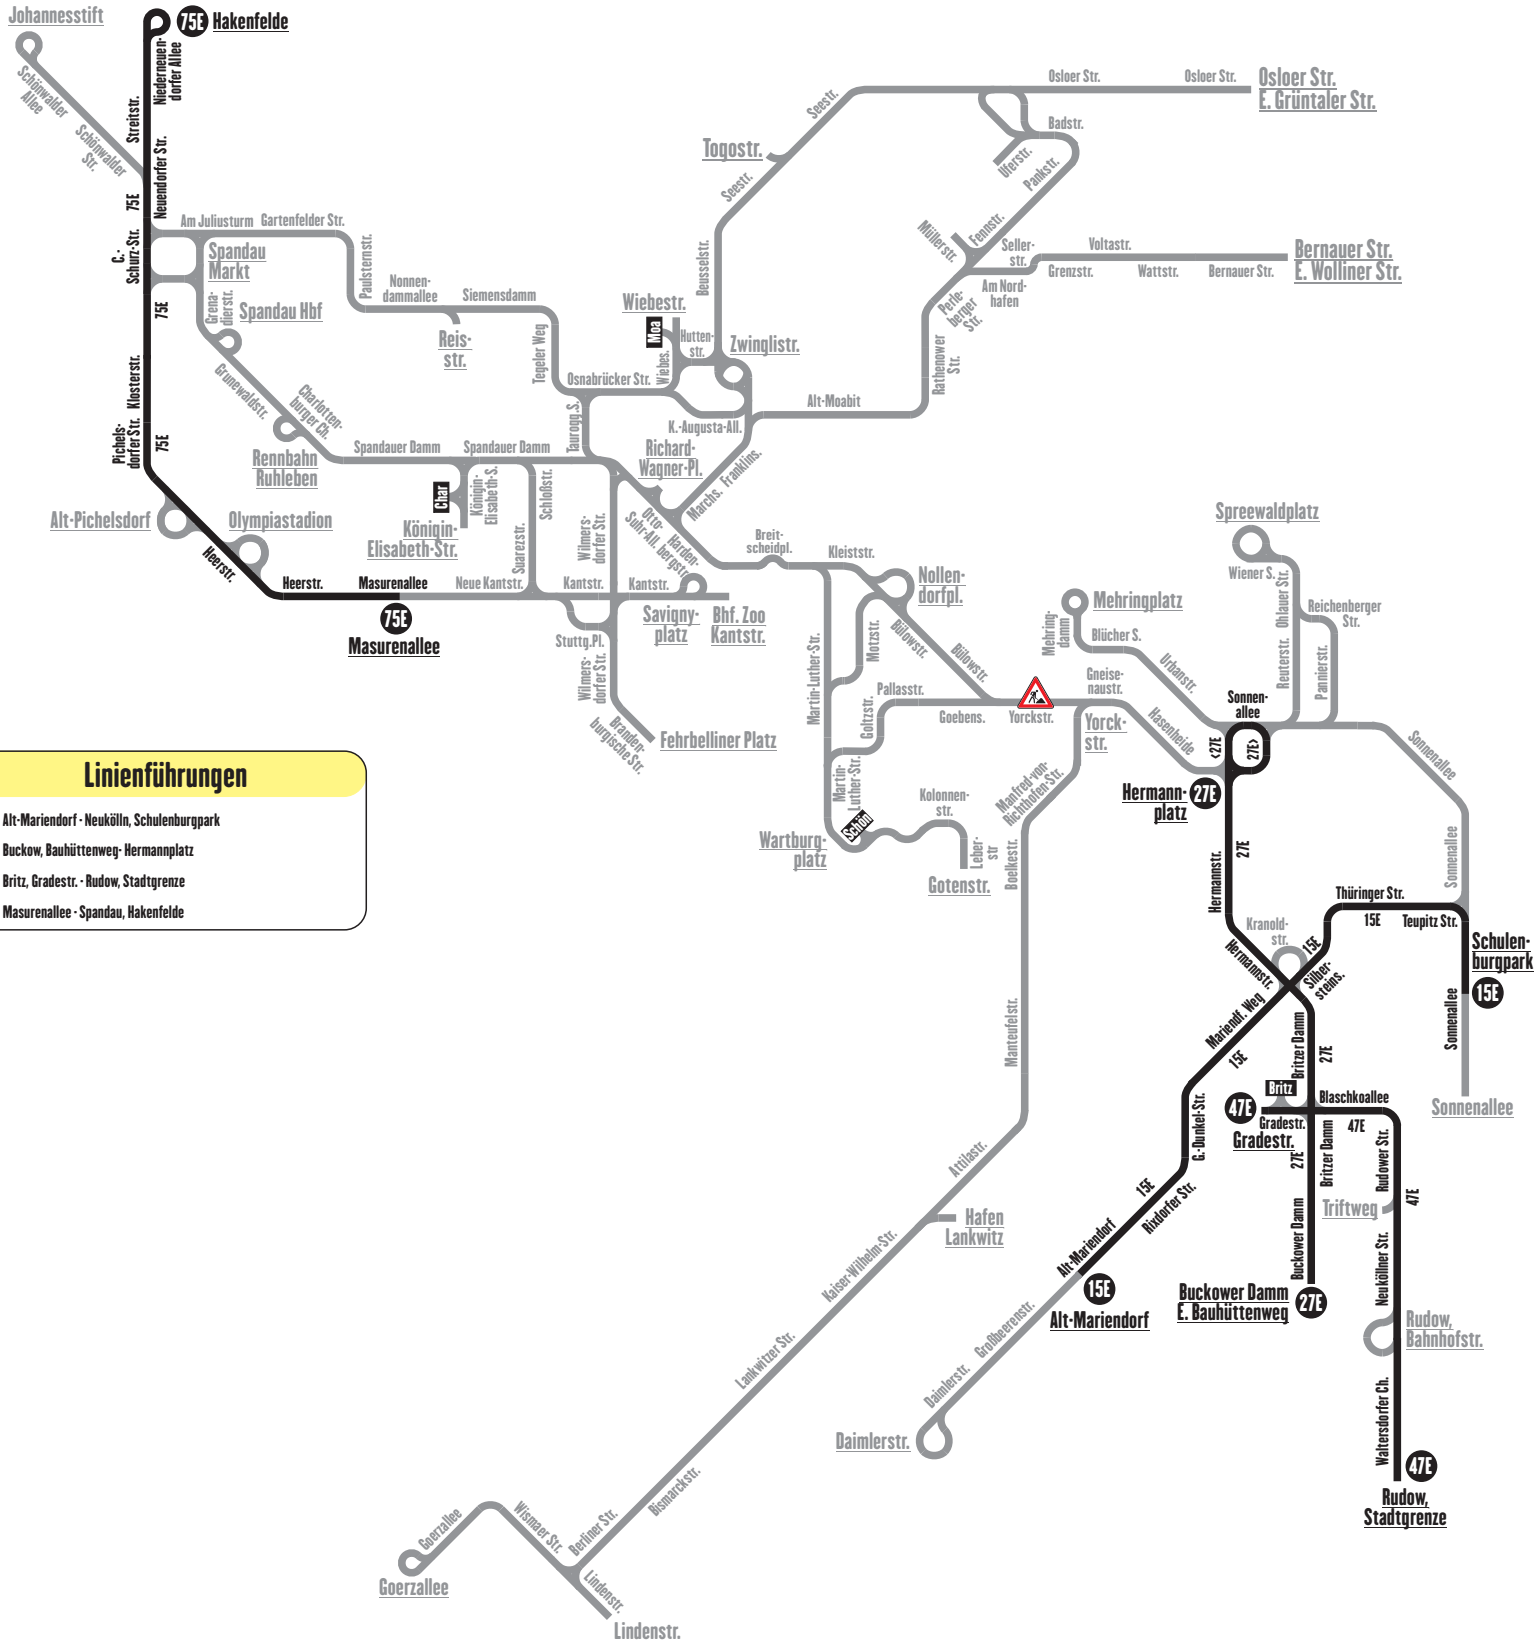 Johannesstift
75E Hakenfelde
Schönwalder
Allee
Schönwalder
Str.
Streitstr.
Niederneuen-
dorfer Allee
Neuendorfer Str.
75E
C.-
Schurz-Str.
75E
Klosterstr.
Pichels-
dorfer Str.
75E
Am Juliusturm
Gartenfelder Str.
Spandau
Markt
Grena-
dierstr.
Spandau Hbf
Paulsternstr.
Nonnen-
dammallee
Siemensdamm
Reis-
str.
Tegeler Weg
Grunewaldstr.
Charlotten-
burger Ch.
Rennbahn
Ruhleben
Spandauer Damm
Spandauer Damm
Osnabrücker Str.
Taurogg.S.
Wiebestr.
Moa
Wiebes.
Hutten-
str.
Zwinglistr.
Beusselstr.
Seestr.
Togostr.
Seestr.
Osloer Str.
Osloer Str.
Osloer Str.
E. Grüntaler Str.
Badstr.
Uferstr.
Pankstr.
Müllerstr.
Fennstr.
Seller-
str.
Voltastr.
Grenzstr.
Wattstr.
Bernauer Str.
Bernauer Str.
E. Wolliner Str.
Am Nord-
hafen
Perle-
berger
Str.
Rathenower
Str.
Alt-Moabit
K.-Augusta-All.
Richard-
Wagner-Pl.
Marchs.
Franklins.
Alt-Pichelsdorf
Olympiastadion
Heerstr.
Heerstr.
Masurenallee
75E
Masurenallee
Char
Königin-
Elisabeth-S.
Königin-
Elisabeth-Str.
Schloßstr.
Suarezstr.
Neue Kantstr.
Kantstr.
Kantstr.
Wilmers-
dorfer Str.
Otto-
Suhr-All.
Harden-
bergstr.
Savigny-
platz
Bhf. Zoo
Kantstr.
Stuttg.Pl.
Wilmers-
dorfer Str.
Branden-
burgische Str.
Fehrbelliner Platz
Breit-
scheidpl.
Kleiststr.
Nollen-
dorfpl.
Motzstr.
Bülowstr.
Bülowstr.
Martin-Luther-Str.
Pallasstr.
Goltzstr.
Goebens.
Yorckstr.
Martin-
Luther-Str.
Wartburg-
platz
Schön
Kolonnen-
str.
Leber-
str
Gotenstr.
Spreewaldplatz
Wiener S.
Ohlauer Str.
Reichenberger
Str.
Reuterstr.
Pannierstr.
Mehringplatz
Mehring-
damm
Blücher S.
Urbanstr.
Gneise-
naustr.
Yorck-
str.
Hasenheide
Sonnen-
allee
<27E
27E>
Hermann-
platz
27E
Sonnenallee
Manfred-von-
Richthofen-Str.
Boelkestr.
Manteufelstr.
Attilastr.
Hafen
Lankwitz
Kaiser-Wilhelm-Str.
Lankwitzer Str.
Bismarckstr.
Berliner Str.
Wismaer Str.
Goerzallee
Goerzallee
Lindenstr.
Lindenstr.
Hermannstr.
27E
Kranold-
str.
Hermannstr.
15E
Silber-
steins.
Thüringer Str.
15E
Teupitz Str.
Sonnenallee
Schulen-
burgpark
15E
Sonnenallee
Sonnenallee
Mariendf. Weg
15E
Britzer Damm
27E
Britz
47E
Gradestr.
Gradestr.
Blaschkoallee
47E
27E
Britzer Damm
Rudower Str.
47E
G.-Dunkel-Str.
15E
Rixdorfer Str.
Alt-Mariendorf
15E
Alt-Mariendorf
Großbeerenstr.
Daimlerstr.
Daimlerstr.
Buckower Damm
Buckower Damm
E. Bauhüttenweg
27E
Triftweg
Neuköllner Str.
Rudow,
Bahnhofstr.
Waltersdorfer Ch.
47E
Rudow,
Stadtgrenze
Linienführungen
Alt-Mariendorf - Neukölln, Schulenburgpark
Buckow, Bauhüttenweg- Hermannplatz
Britz, Gradestr. - Rudow, Stadtgrenze
Masurenallee - Spandau, Hakenfelde